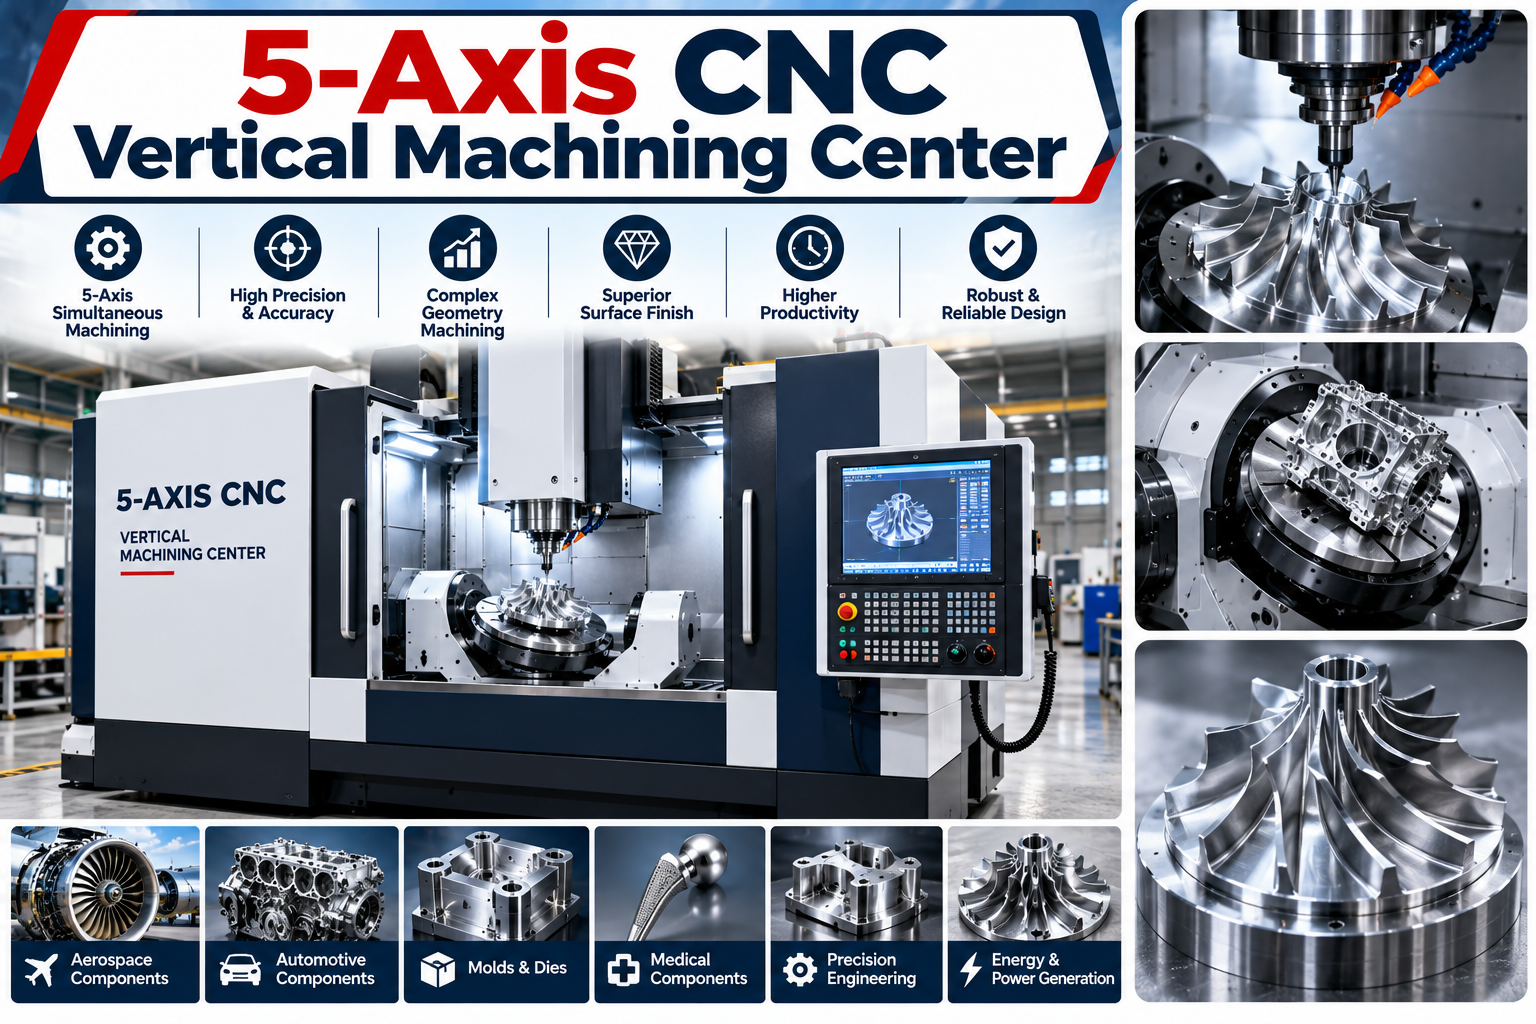 5-Axis CNC
Vertical Machining Center
5-Axis
Simultaneous
Machining
High Precision
& Accuracy
Complex
Geometry
Machining
Superior
Surface Finish
Higher
Productivity
Robust &
Reliable Design
5-AXIS CNC
VERTICAL
MACHINING CENTER
Aerospace
Components
Automotive
Components
Molds & Dies
Medical
Components
Precision
Engineering
Energy &
Power Generation